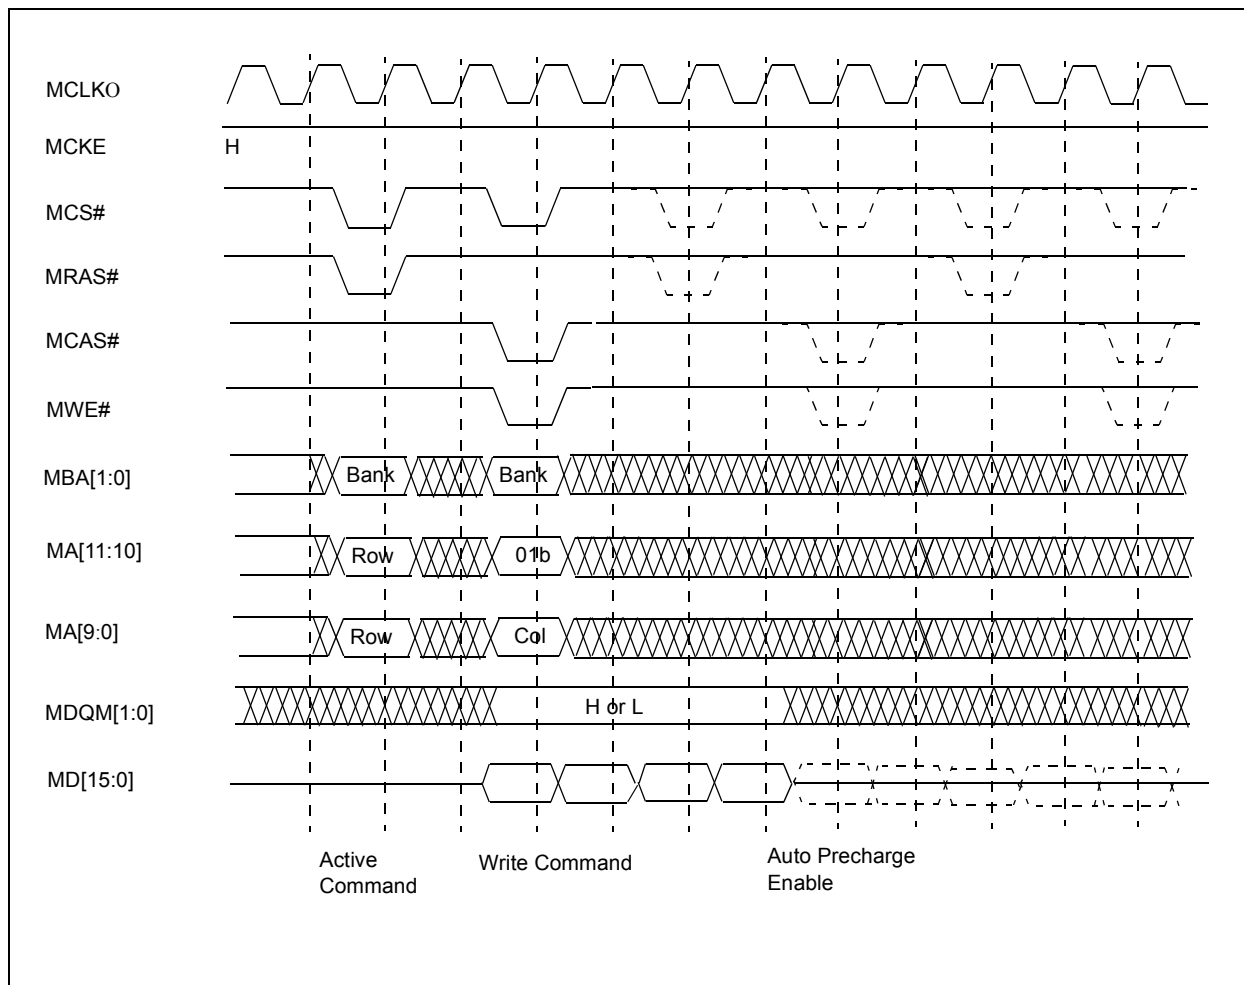 MCLKO
MCKE
H
MCS#
MRAS#
MCAS#
MWE#
MBA[1:0]
Bank
Bank
MA[11:10]
Row
01b
MA[9:0]
Row
Col
MDQM[1:0]
H or L
MD[15:0]
Active
Command
Write Command
Auto Precharge
Enable